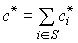 c* = ∑_{i∈S} c_i^*